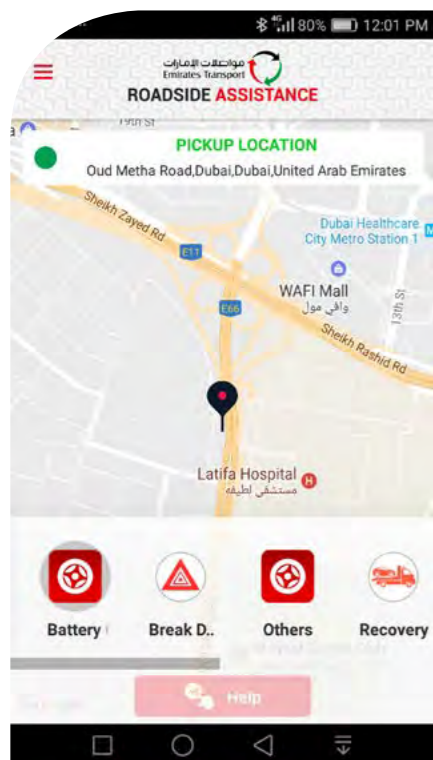 4G 80% 12:01 PM
مواصلات الإمارات
Emirates Transport
ROADSIDE ASSISTANCE
19th St
PICKUP LOCATION
Oud Metha Road,Dubai,Dubai,United Arab Emirates
Sheikh Zayed Rd
Dubai Healthcare
City Metro Station 1
M
E11
WAFI Mall
وافي مول
13th St
E66
Sheikh Rashid Rd
Latifa Hospital
H
مستشفى لطيفه
Battery
Break D..
Others
Recovery
Help